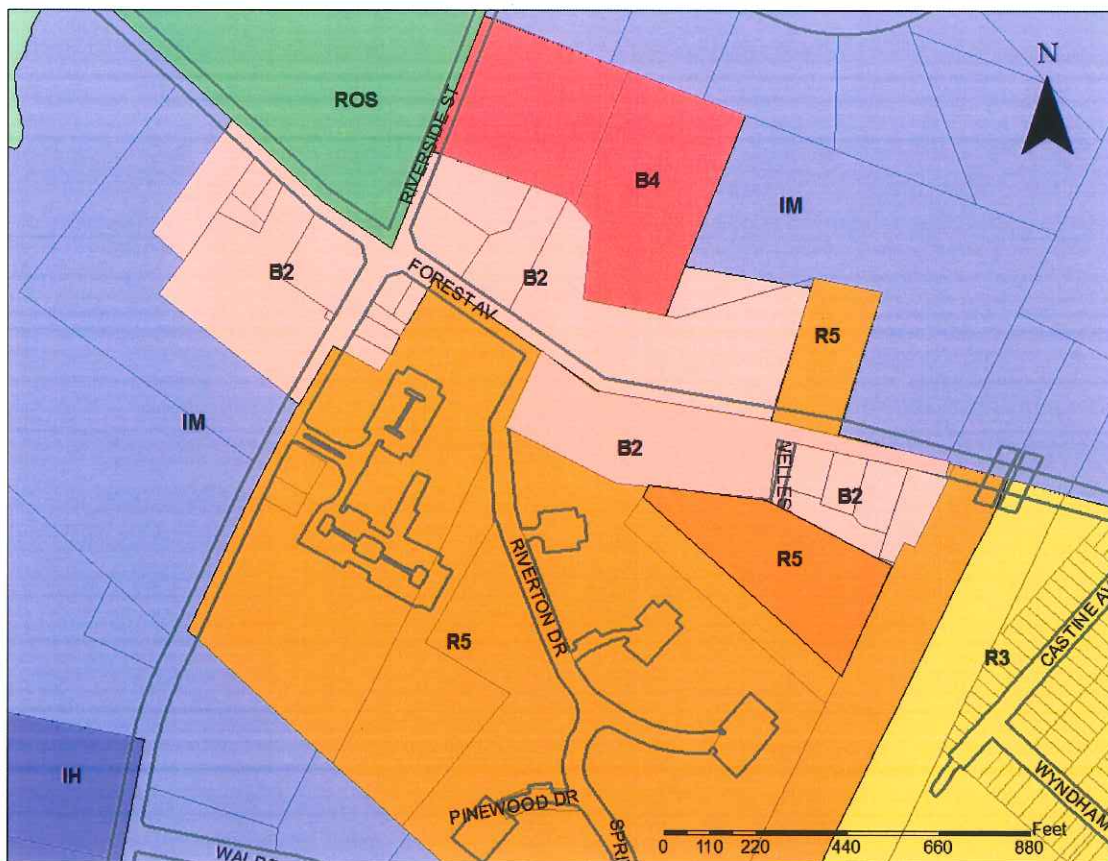 N
ROS
RIVERSIDE ST
B4
IM
B2
B2
FOREST AV
R5
IM
B2
NELLES
B2
R5
RIVERTON DR
R5
R3
CASTINE AV
WYNDHAM
IH
PINEWOOD DR
SPRI
Feet
0 110 220 440 660 880